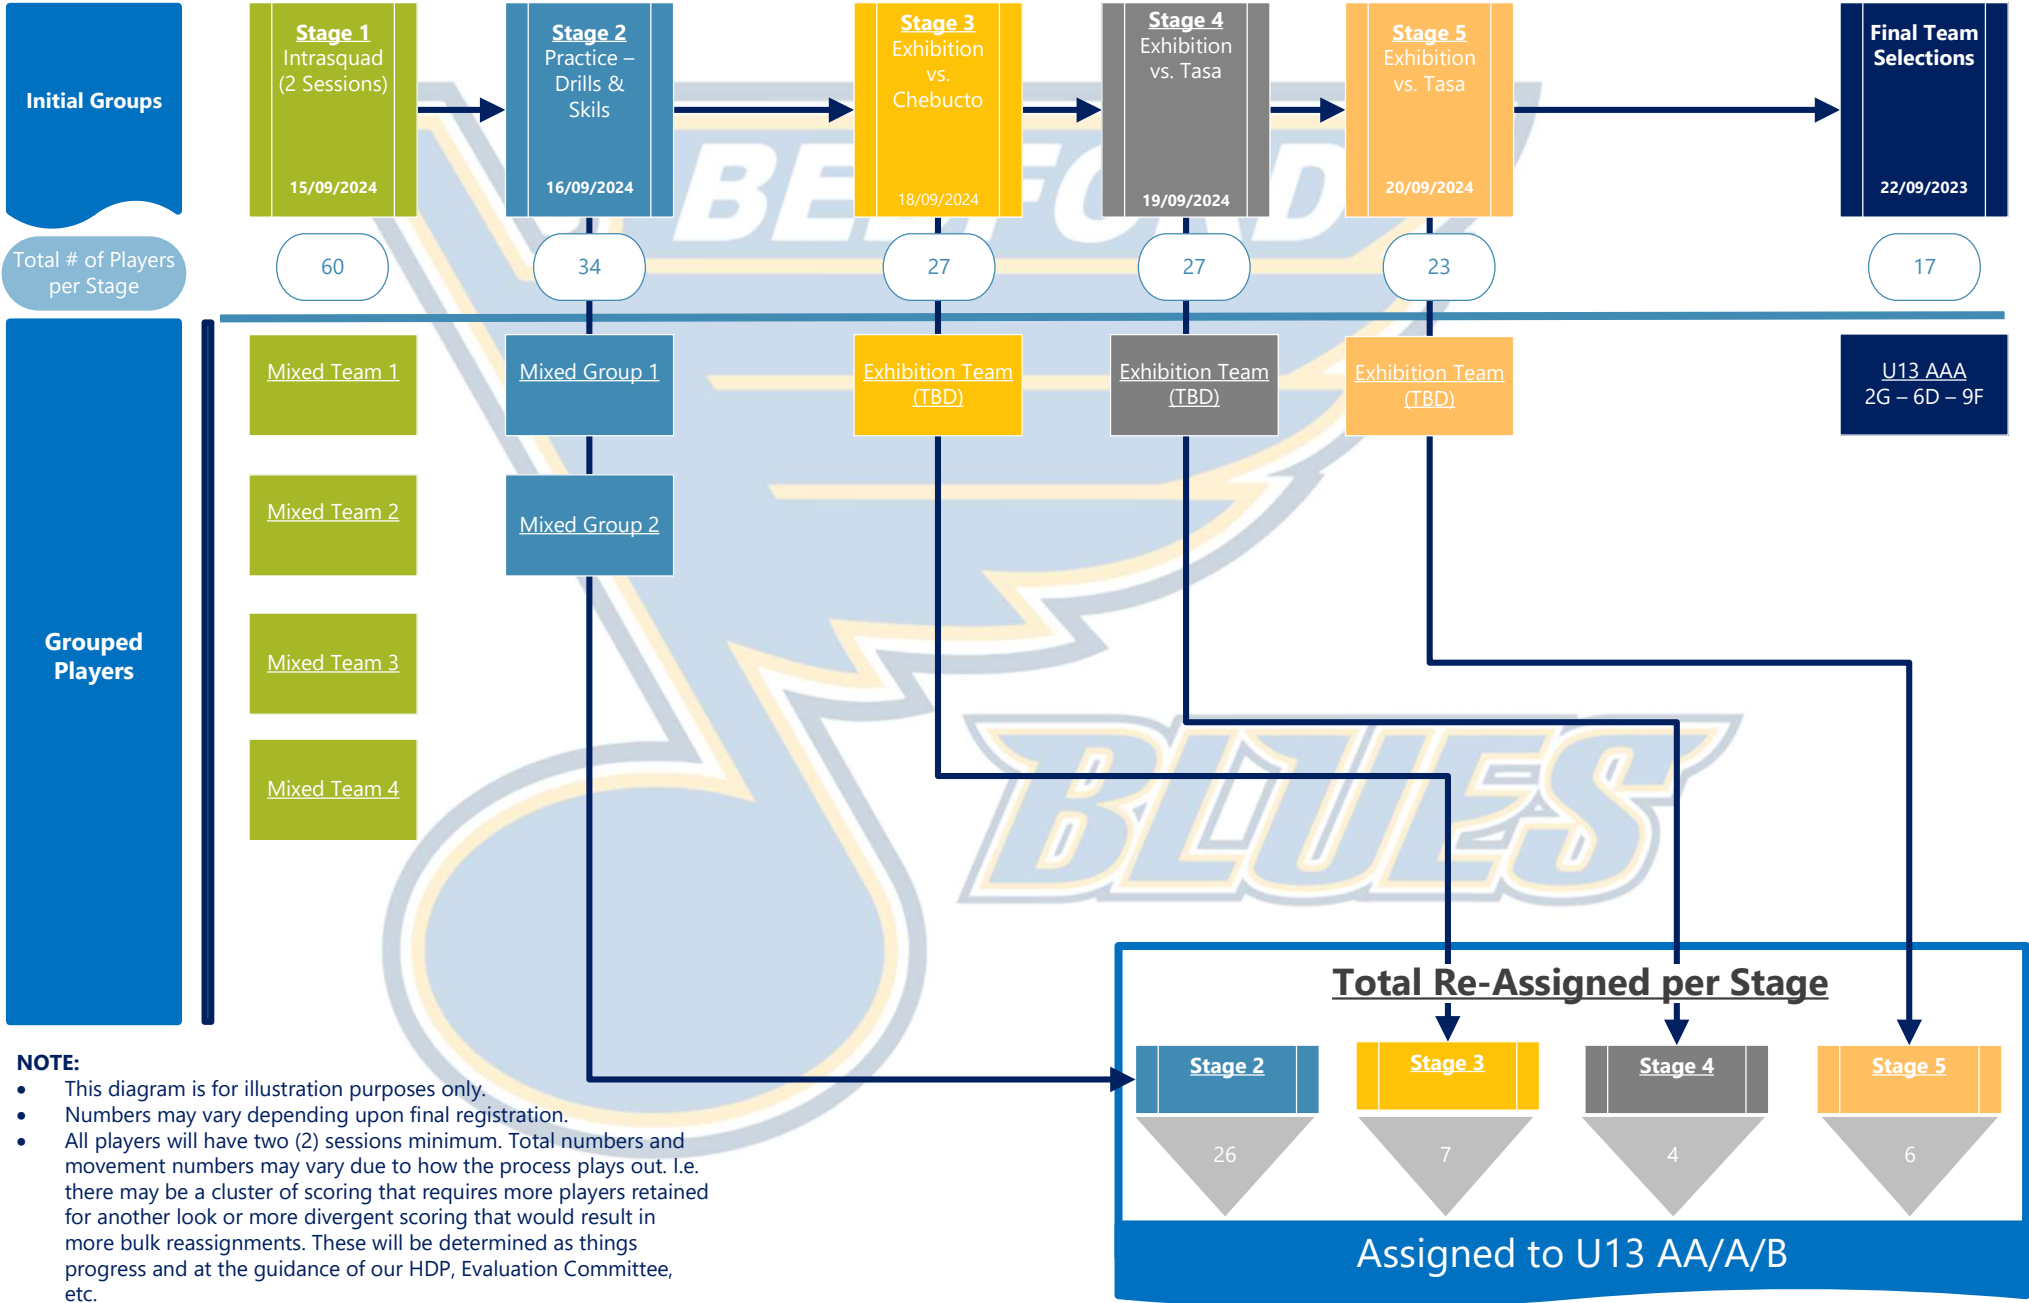 Initial Groups
Stage 1
Intrasquad
(2 Sessions)
15/09/2024
Stage 2
Practice –
Drills &
Skils
16/09/2024
Stage 3
Exhibition
vs.
Chebucto
18/09/2024
Stage 4
Exhibition
vs. Tasa
19/09/2024
Stage 5
Exhibition
vs. Tasa
20/09/2024
Final Team
Selections
22/09/2023
BEDFORD
Total # of Players
per Stage
60
34
27
27
23
17
Grouped
Players
Mixed Team 1
Mixed Group 1
Exhibition Team
(TBD)
Exhibition Team
(TBD)
Exhibition Team
(TBD)
U13 AAA
2G – 6D – 9F
Mixed Team 2
Mixed Group 2
Mixed Team 3
Mixed Team 4
BLUES
Total Re-Assigned per Stage
Stage 2
Stage 3
Stage 4
Stage 5
26
7
4
6
Assigned to U13 AA/A/B
NOTE:
• This diagram is for illustration purposes only.
• Numbers may vary depending upon final registration.
• All players will have two (2) sessions minimum. Total numbers and
movement numbers may vary due to how the process plays out. I.e.
there may be a cluster of scoring that requires more players retained
for another look or more divergent scoring that would result in
more bulk reassignments. These will be determined as things
progress and at the guidance of our HDP, Evaluation Committee,
etc.